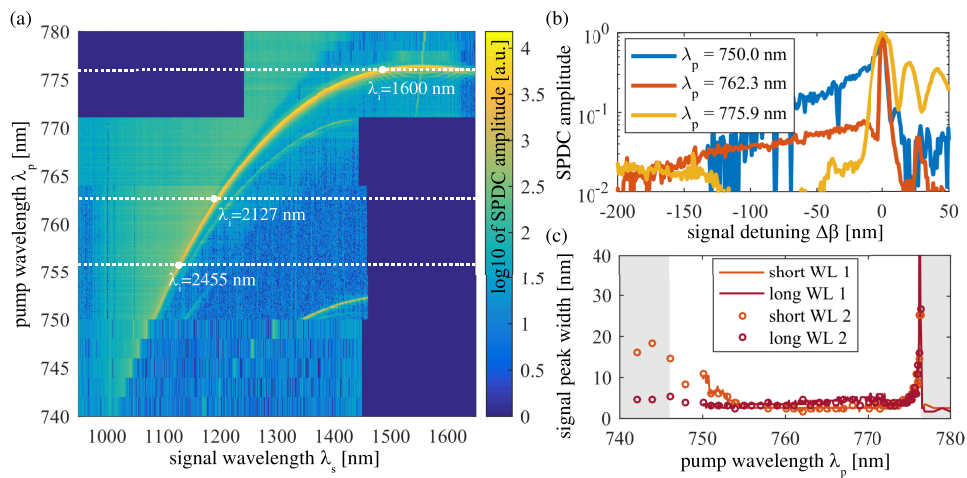 (a)
780
775
770
765
760
755
750
745
740
pump wavelength λp [nm]
λi=1600 nm
λi=2127 nm
λi=2455 nm
1000 1100 1200 1300 1400 1500 1600
signal wavelength λs [nm]
4
3.5
3
2.5
2
1.5
1
0.5
0
log10 of SPDC amplitude [a.u.]
(b)
10^0
10^-1
10^-2
SPDC amplitude
λp = 750.0 nm
λp = 762.3 nm
λp = 775.9 nm
-200 -150 -100 -50 0 50
signal detuning Δβ [nm]
(c)
40
30
20
10
0
signal peak width [nm]
short WL 1
long WL 1
short WL 2
long WL 2
740 750 760 770 780
pump wavelength λp [nm]